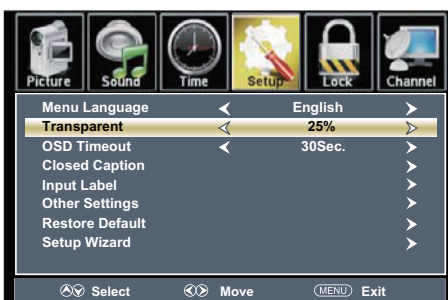 Picture Sound Time Setup Lock Channel
Menu Language English
Transparent 25%
OSD Timeout 30Sec.
Closed Caption
Input Label
Other Settings
Restore Default
Setup Wizard
Select Move MENU Exit